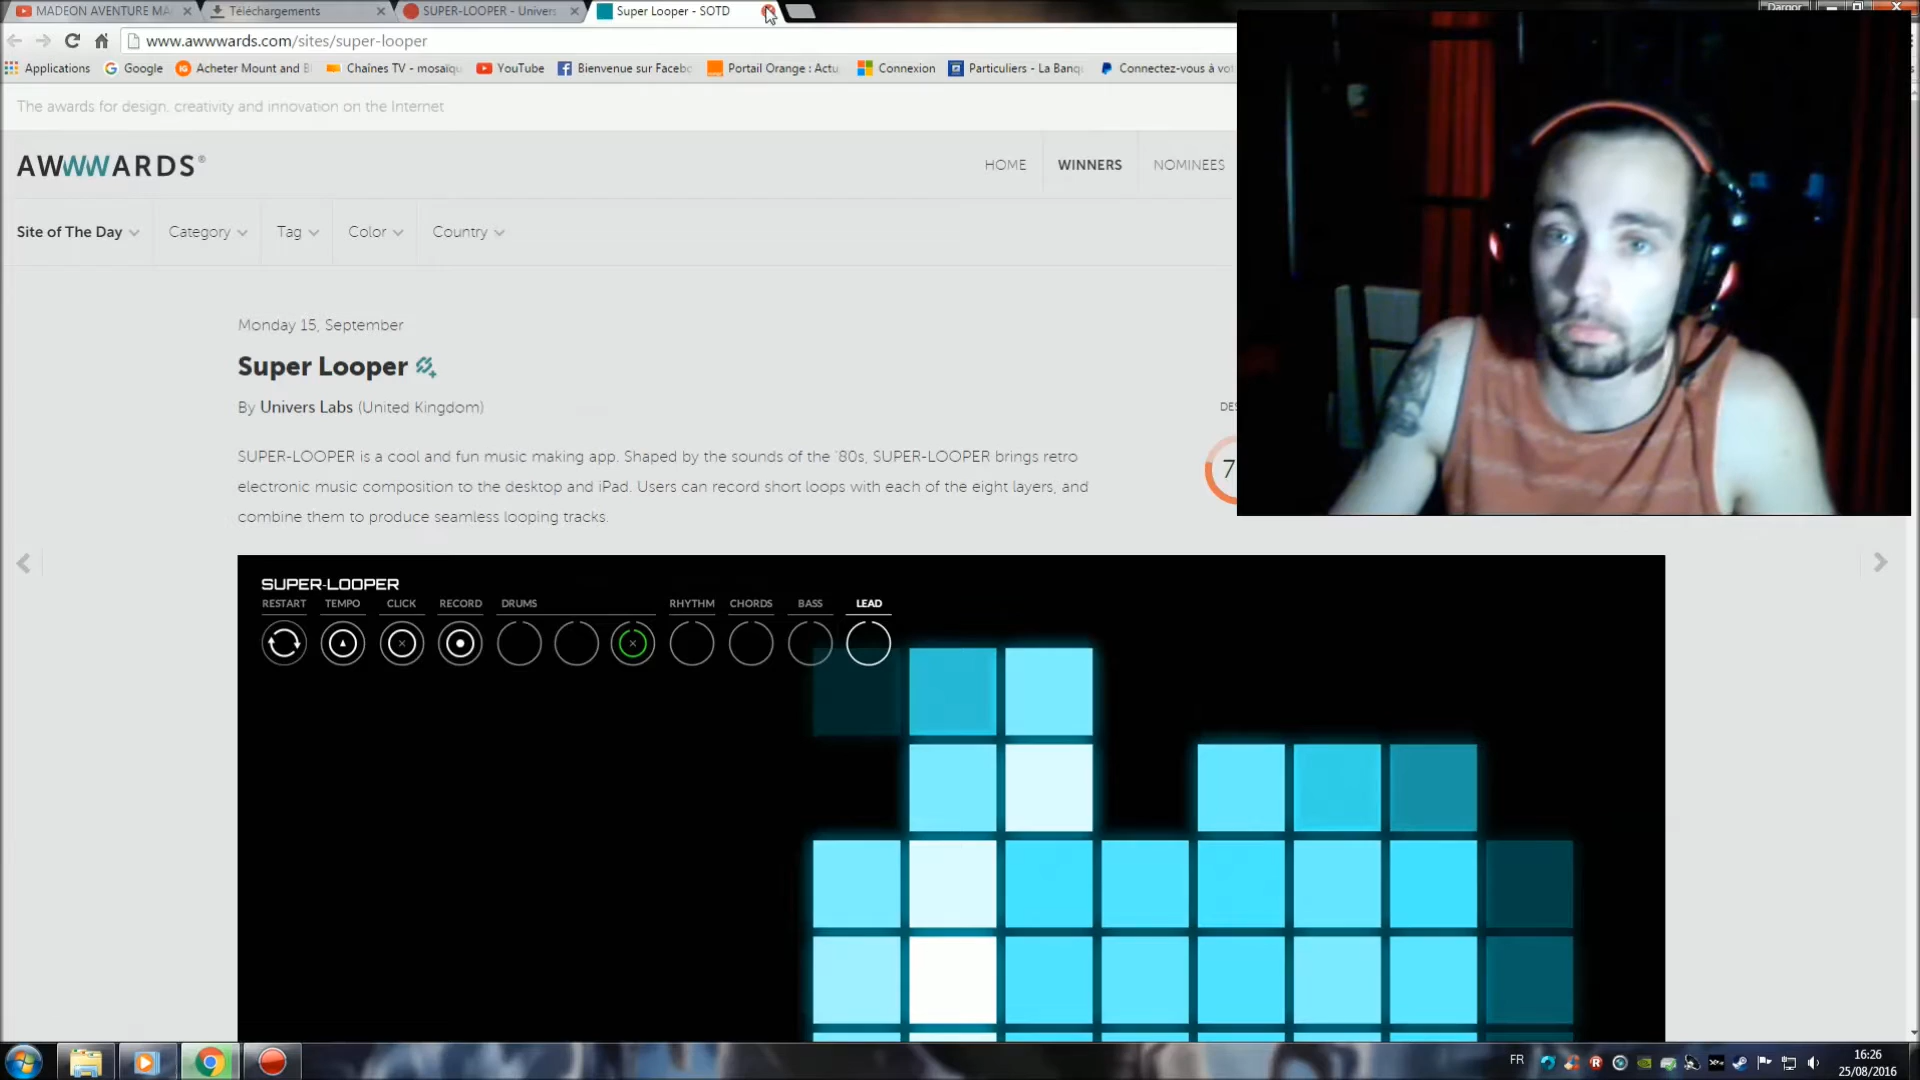 MADEON AVENTURE MA
Téléchargements
SUPER-LOOPER - Univers
Super Looper - SOTD
Dargor
www.awwwards.com/sites/super-looper
Applications
Google
Acheter Mount and B
Chaînes TV - mosaïqu
YouTube
Bienvenue sur Facebo
Portail Orange : Actu
Connexion
Particuliers - La Banq
Connectez-vous à vot
The awards for design, creativity and innovation on the Internet
AWWWARDS®
HOME
WINNERS
NOMINEES
Site of The Day
Category
Tag
Color
Country
Monday 15, September
Super Looper
By Univers Labs (United Kingdom)
DES
SUPER-LOOPER is a cool and fun music making app. Shaped by the sounds of the '80s, SUPER-LOOPER brings retro
electronic music composition to the desktop and iPad. Users can record short loops with each of the eight layers, and
combine them to produce seamless looping tracks.
7
SUPER-LOOPER
RESTART
TEMPO
CLICK
RECORD
DRUMS
RHYTHM
CHORDS
BASS
LEAD
FR
16:26
25/08/2016